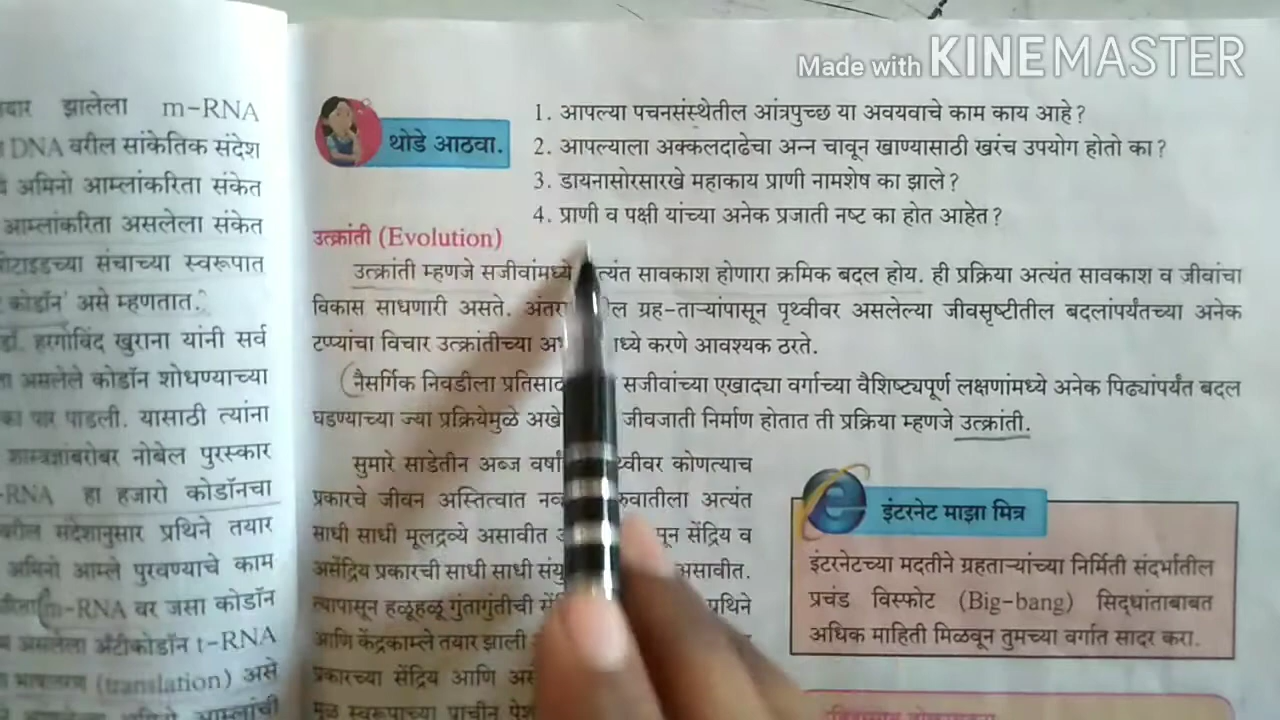 Made with KINEMASTER
यार झालेला m-RNA
DNA वरील सांकेतिक संदेश
अमिनो आम्लांकरिता संकेत
आम्लांकरिता असलेला संकेत
संचाच्या स्वरूपात
कोडॉन' असे म्हणतात.
डॉ. हरगोबिंद खुराना यांनी सर्व
असलेले कोडॉन शोधण्याच्या
पार पाडली. यासाठी त्यांना
शास्त्रज्ञांबरोबर नोबेल पुरस्कार
-RNA हा हजारो कोडॉनचा
वरील संदेशानुसार प्रथिने तयार
अमिनो आम्ले पुरवण्याचे काम
m-RNA वर जसा कोडॉन
असलेला अँटीकोडॉन t-RNA
(translation) असे
थोडे आठवा.
1. आपल्या पचनसंस्थेतील आंत्रपुच्छ या अवयवाचे काम काय आहे?
2. आपल्याला अक्कलदाढेचा अन्न चावून खाण्यासाठी खरंच उपयोग होतो का?
3. डायनासोरसारखे महाकाय प्राणी नामशेष का झाले?
4. प्राणी व पक्षी यांच्या अनेक प्रजाती नष्ट का होत आहेत?
उत्क्रांती (Evolution)
उत्क्रांती म्हणजे सजीवांमध्ये त्यंत सावकाश होणारा क्रमिक बदल होय. ही प्रक्रिया अत्यंत सावकाश व जीवांचा
विकास साधणारी असते. अंतरा ल ग्रह-ताऱ्यांपासून पृथ्वीवर असलेल्या जीवसृष्टीतील बदलांपर्यंतच्या अनेक
टप्प्यांचा विचार उत्क्रांतीच्या अभ ाध्ये करणे आवश्यक ठरते.
(नैसर्गिक निवडीला प्रतिसाद सजीवांच्या एखाद्या वर्गाच्या वैशिष्ट्यपूर्ण लक्षणांमध्ये अनेक पिढ्यांपर्यंत बदल
घडण्याच्या ज्या प्रक्रियेमुळे अखे जीवजाती निर्माण होतात ती प्रक्रिया म्हणजे उत्क्रांती.
सुमारे साडेतीन अब्ज वर्षां थ्वीवर कोणत्याच
प्रकारचे जीवन अस्तित्वात नव रुवातीला अत्यंत
साधी साधी मूलद्रव्ये असावीत पून सेंद्रिय व
असेंद्रिय प्रकारची साधी साधी संयु असावीत.
त्यापासून हळूहळू गुंतागुंतीची प्रथिने
आणि केंद्रकाम्ले तयार झाली
प्रकारच्या सेंद्रिय आणि अस
मूळ स्वरूपाच्या प्राचीन पेश
इंटरनेट माझा मित्र
इंटरनेटच्या मदतीने ग्रहताऱ्यांच्या निर्मिती संदर्भातील
प्रचंड विस्फोट (Big-bang) सिद्धांताबाबत
अधिक माहिती मिळवून तुमच्या वर्गात सादर करा.